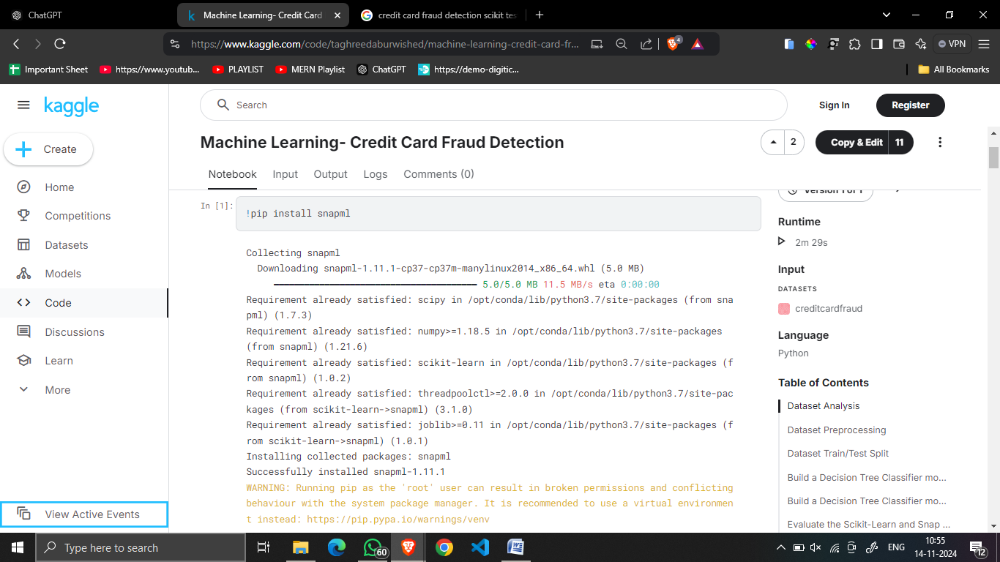 ChatGPT
Machine Learning- Credit Card
credit card fraud detection scikit tes
https://www.kaggle.com/code/taghreedaburwished/machine-learning-credit-card-fr...
4
VPN
Important Sheet
https://www.youtub...
PLAYLIST
MERN Playlist
ChatGPT
https://demo-digitic...
All Bookmarks
kaggle
Search
Sign In
Register
Create
Home
Competitions
Datasets
Models
Code
Discussions
Learn
More
View Active Events
Machine Learning- Credit Card Fraud Detection
2
Copy & Edit
11
Notebook
Input
Output
Logs
Comments (0)
In [1]:
!pip install snapml
Collecting snapml
Downloading snapml-1.11.1-cp37-cp37m-manylinux2014_x86_64.whl (5.0 MB)
5.0/5.0 MB 11.5 MB/s eta 0:00:00
Requirement already satisfied: scipy in /opt/conda/lib/python3.7/site-packages (from sna
pml) (1.7.3)
Requirement already satisfied: numpy>=1.18.5 in /opt/conda/lib/python3.7/site-packages
(from snapml) (1.21.6)
Requirement already satisfied: scikit-learn in /opt/conda/lib/python3.7/site-packages (f
rom snapml) (1.0.2)
Requirement already satisfied: threadpoolctl>=2.0.0 in /opt/conda/lib/python3.7/site-pac
kages (from scikit-learn->snapml) (3.1.0)
Requirement already satisfied: joblib>=0.11 in /opt/conda/lib/python3.7/site-packages (f
rom scikit-learn->snapml) (1.0.1)
Installing collected packages: snapml
Successfully installed snapml-1.11.1
WARNING: Running pip as the 'root' user can result in broken permissions and conflicting
behaviour with the system package manager. It is recommended to use a virtual environmen
t instead: https://pip.pypa.io/warnings/venv
Version 1 of 1
Runtime
2m 29s
Input
DATASETS
creditcardfraud
Language
Python
Table of Contents
Dataset Analysis
Dataset Preprocessing
Dataset Train/Test Split
Build a Decision Tree Classifier mo...
Build a Decision Tree Classifier mo...
Evaluate the Scikit-Learn and Snap ...
Type here to search
60
ENG
10:55
14-11-2024
12